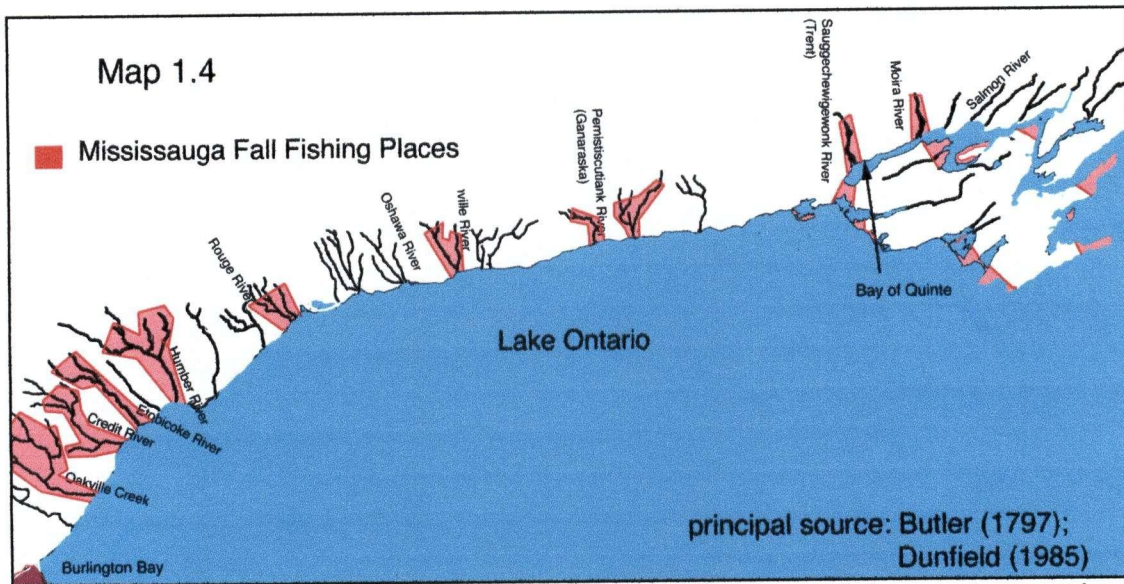 Map 1.4
Mississauga Fall Fishing Places
Sauggechewigewonk River
(Trent)
Moira River
Salmon River
Pemistiscutiank River
(Ganaraska)
ville River
Oshawa River
Rouge River
Bay of Quinte
Lake Ontario
Humber River
Etobicoke River
Credit River
Oakville Creek
principal source: Butler (1797);
Dunfield (1985)
Burlington Bay